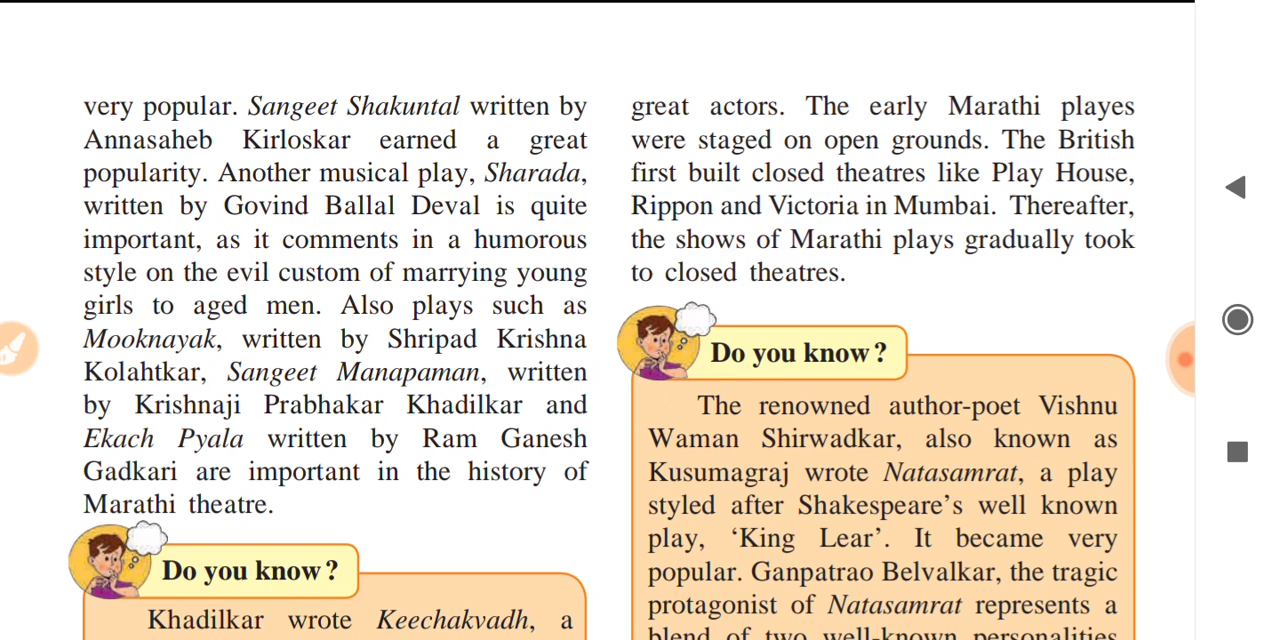 very popular. Sangeet Shakuntal written by
Annasaheb Kirloskar earned a great
popularity. Another musical play, Sharada,
written by Govind Ballal Deval is quite
important, as it comments in a humorous
style on the evil custom of marrying young
girls to aged men. Also plays such as
Mooknayak, written by Shripad Krishna
Kolahtkar, Sangeet Manapaman, written
by Krishnaji Prabhakar Khadilkar and
Ekach Pyala written by Ram Ganesh
Gadkari are important in the history of
Marathi theatre.
Do you know?
Khadilkar wrote Keechakvadh, a
great actors. The early Marathi playes
were staged on open grounds. The British
first built closed theatres like Play House,
Rippon and Victoria in Mumbai. Thereafter,
the shows of Marathi plays gradually took
to closed theatres.
Do you know?
The renowned author-poet Vishnu
Waman Shirwadkar, also known as
Kusumagraj wrote Natasamrat, a play
styled after Shakespeare's well known
play, ‘King Lear’. It became very
popular. Ganpatrao Belvalkar, the tragic
protagonist of Natasamrat represents a
blend of two well-known personalities